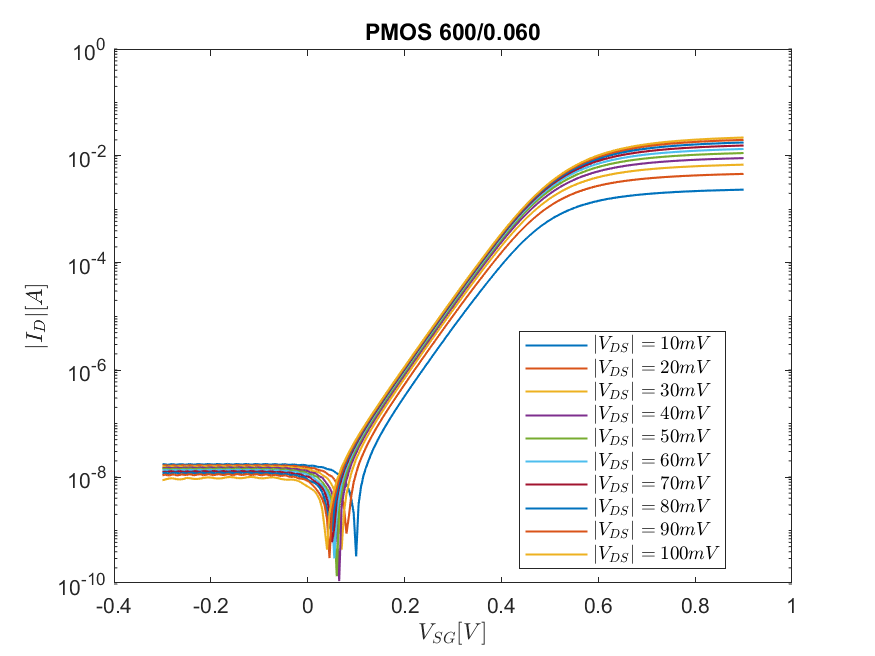 PMOS 600/0.060
10^0
10^-2
10^-4
10^-6
10^-8
10^-10
|I_D|[A]
|V_DS| = 10mV
|V_DS| = 20mV
|V_DS| = 30mV
|V_DS| = 40mV
|V_DS| = 50mV
|V_DS| = 60mV
|V_DS| = 70mV
|V_DS| = 80mV
|V_DS| = 90mV
|V_DS| = 100mV
-0.4 -0.2 0 0.2 0.4 0.6 0.8 1
V_SG[V]